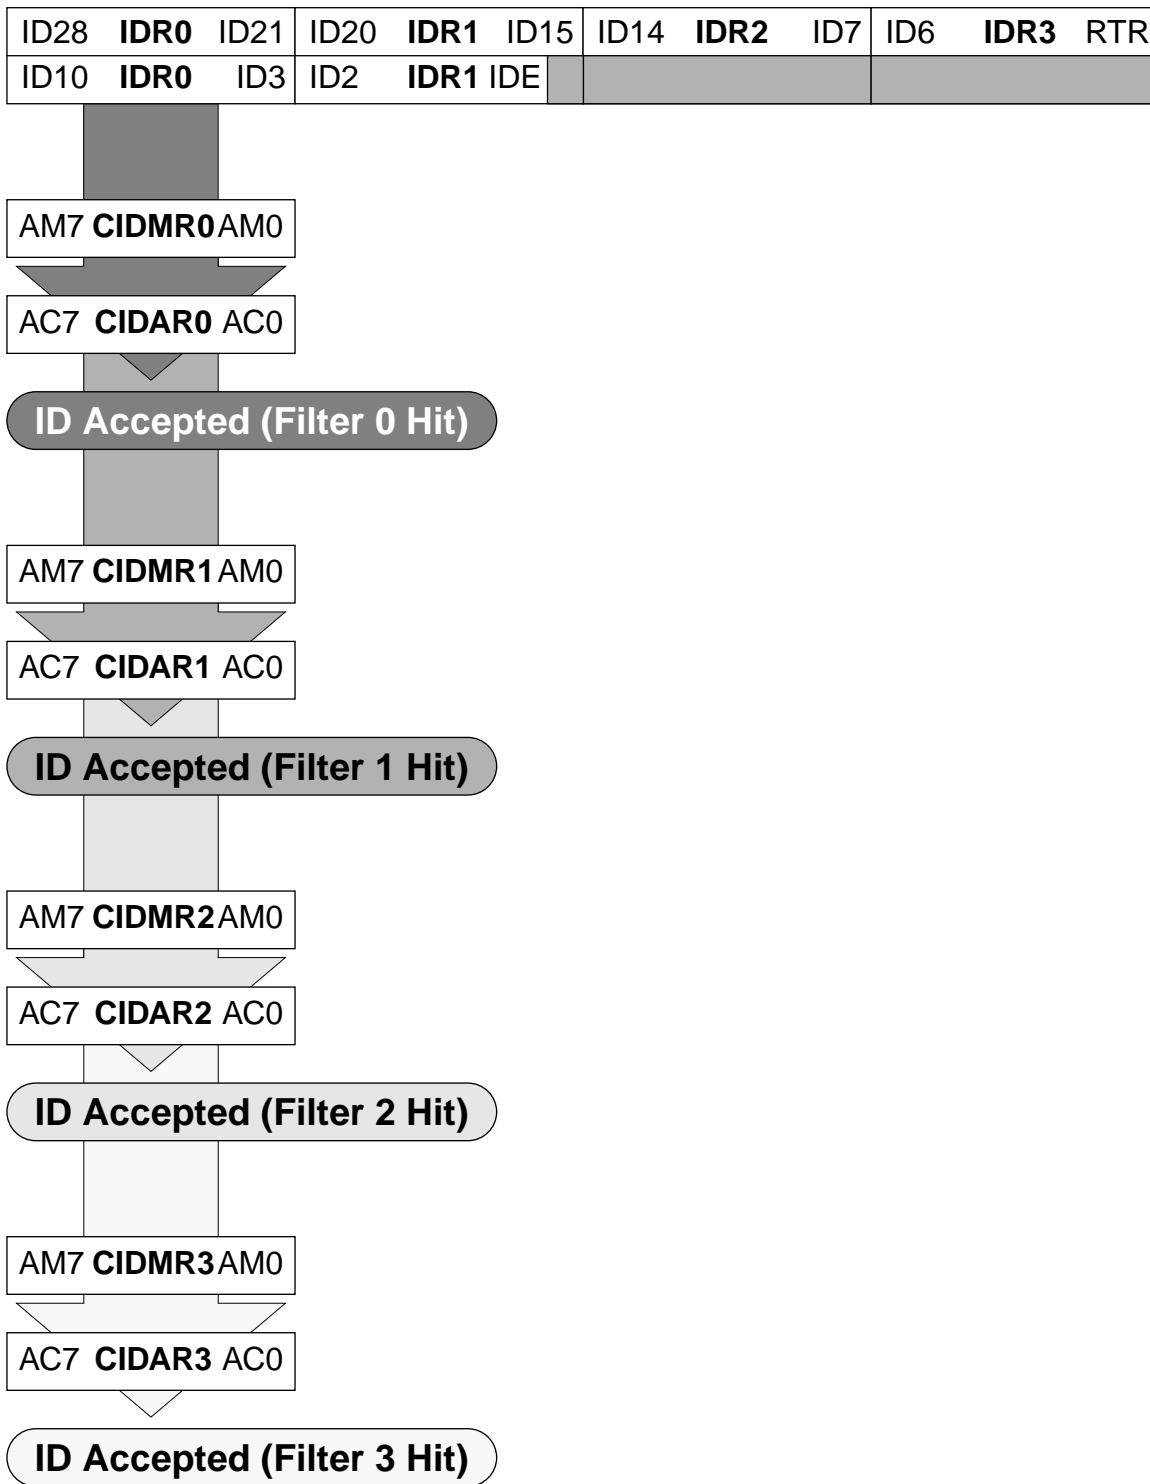 ID28 IDR0 ID21 ID20 IDR1 ID15 ID14 IDR2 ID7 ID6 IDR3 RTR
ID10 IDR0 ID3 ID2 IDR1 IDE
AM7 CIDMR0 AM0
AC7 CIDAR0 AC0
ID Accepted (Filter 0 Hit)
AM7 CIDMR1 AM0
AC7 CIDAR1 AC0
ID Accepted (Filter 1 Hit)
AM7 CIDMR2 AM0
AC7 CIDAR2 AC0
ID Accepted (Filter 2 Hit)
AM7 CIDMR3 AM0
AC7 CIDAR3 AC0
ID Accepted (Filter 3 Hit)